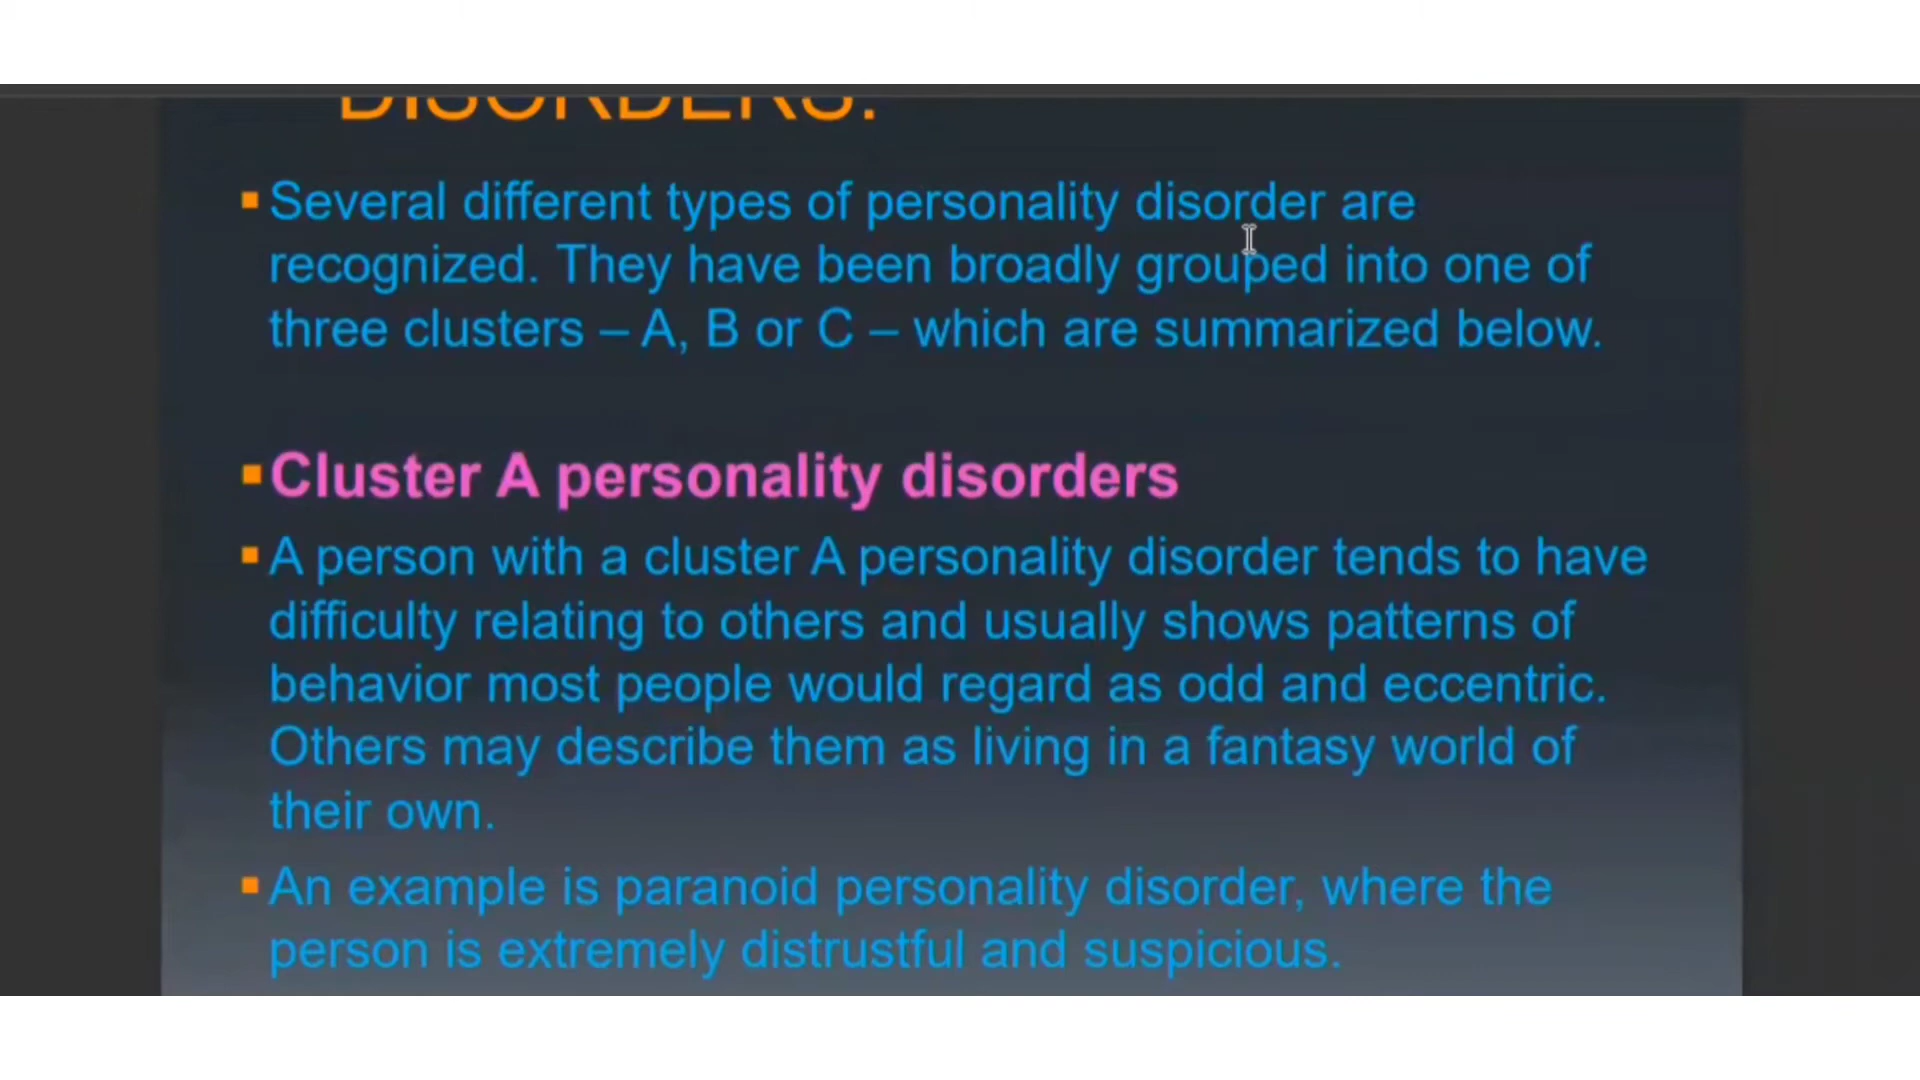 DISORDERS:
Several different types of personality disorder are
recognized. They have been broadly grouped into one of
three clusters – A, B or C – which are summarized below.
Cluster A personality disorders
A person with a cluster A personality disorder tends to have
difficulty relating to others and usually shows patterns of
behavior most people would regard as odd and eccentric.
Others may describe them as living in a fantasy world of
their own.
An example is paranoid personality disorder, where the
person is extremely distrustful and suspicious.